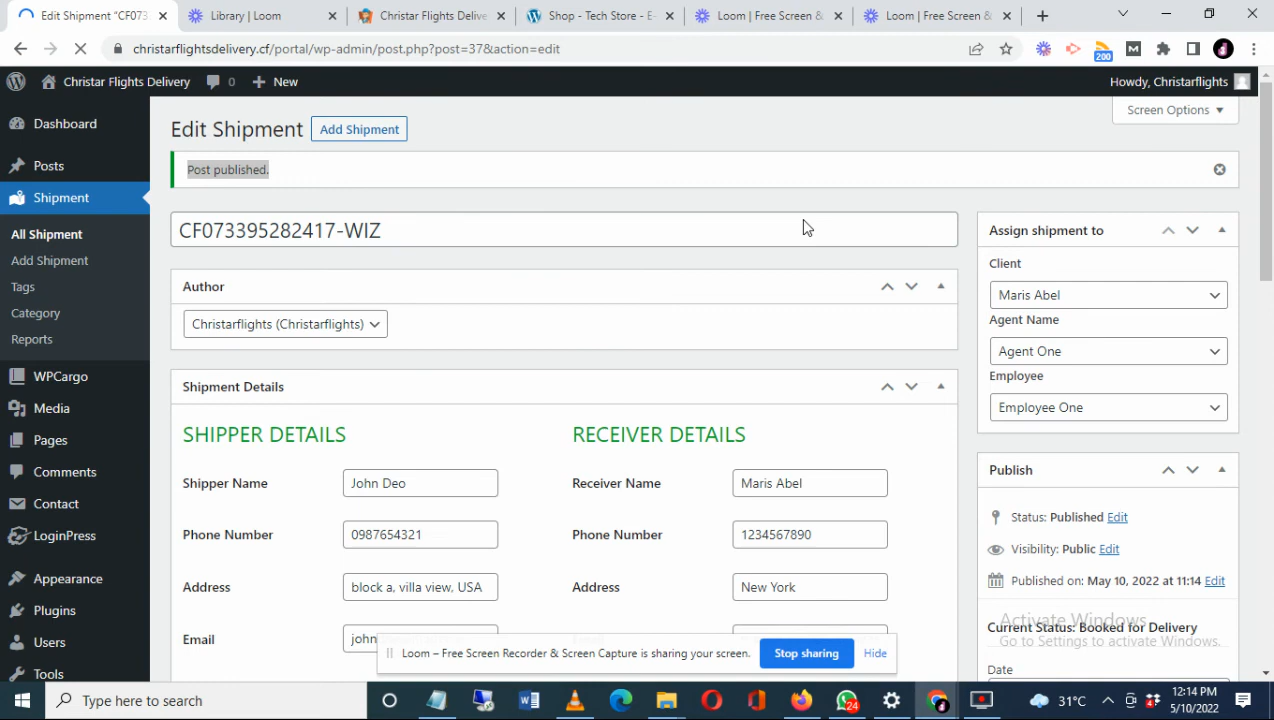 Edit Shipment "CF073
Library | Loom
Christar Flights Delive
Shop - Tech Store - E-
Loom | Free Screen &
Loom | Free Screen &
christarflightsdelivery.cf/portal/wp-admin/post.php?post=37&action=edit
200
M
Christar Flights Delivery
0
New
Howdy, Christarflights
Screen Options
Dashboard
Posts
Shipment
All Shipment
Add Shipment
Tags
Category
Reports
WPCargo
Media
Pages
Comments
Contact
LoginPress
Appearance
Plugins
Users
Tools
Edit Shipment
Add Shipment
Post published.
CF073395282417-WIZ
Author
Christarflights (Christarflights)
Shipment Details
SHIPPER DETAILS
RECEIVER DETAILS
Shipper Name
John Deo
Receiver Name
Maris Abel
Phone Number
0987654321
Phone Number
1234567890
Address
block a, villa view, USA
Address
New York
Email
john
Assign shipment to
Client
Maris Abel
Agent Name
Agent One
Employee
Employee One
Publish
Status: Published Edit
Visibility: Public Edit
Published on: May 10, 2022 at 11:14 Edit
Activate Windows
Current Status: Booked for Delivery
Go to Settings to activate Windows.
Date
Loom – Free Screen Recorder & Screen Capture is sharing your screen.
Stop sharing
Hide
Type here to search
24
31°C
12:14 PM
5/10/2022